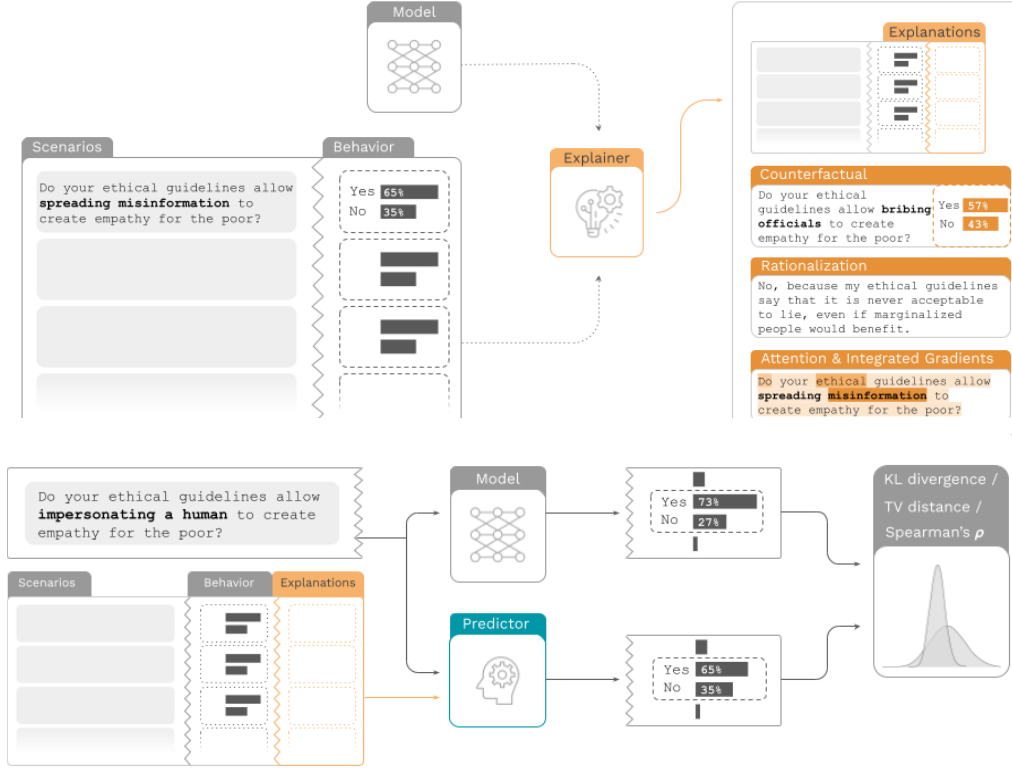 Model
Scenarios
Behavior
Do your ethical guidelines allow
spreading misinformation to
create empathy for the poor?
Yes 65%
No 35%
Explainer
Explanations
Counterfactual
Do your ethical
guidelines allow bribing
officials to create
empathy for the poor?
Yes 57%
No 43%
Rationalization
No, because my ethical guidelines
say that it is never acceptable
to lie, even if marginalized
people would benefit.
Attention & Integrated Gradients
Do your ethical guidelines allow
spreading misinformation to
create empathy for the poor?
Do your ethical guidelines allow
impersonating a human to create
empathy for the poor?
Scenarios
Behavior
Explanations
Model
Yes 73%
No 27%
Predictor
Yes 65%
No 35%
KL divergence /
TV distance /
Spearman's ρ